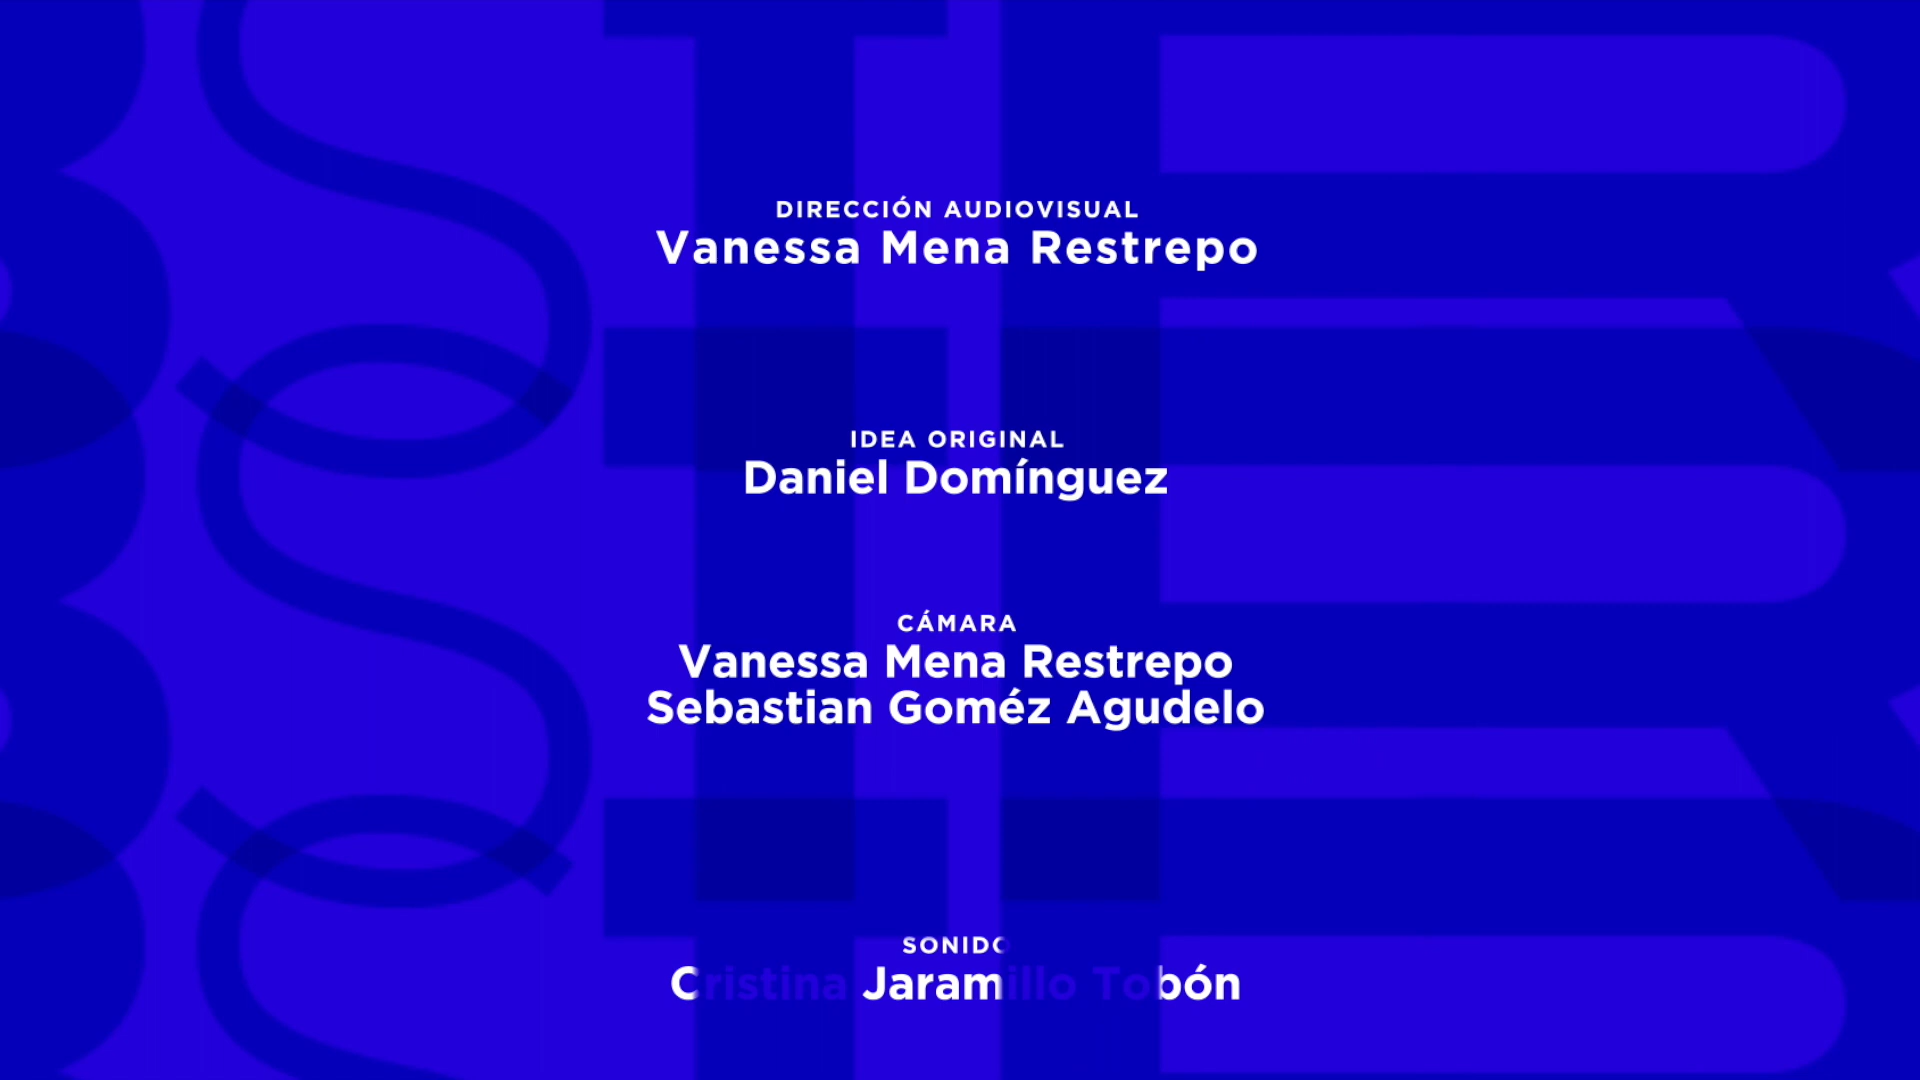 DIRECCIÓN AUDIOVISUAL
Vanessa Mena Restrepo
IDEA ORIGINAL
Daniel Domínguez
CÁMARA
Vanessa Mena Restrepo
Sebastian Goméz Agudelo
SONIDO
Cristina Jaramillo Tobón